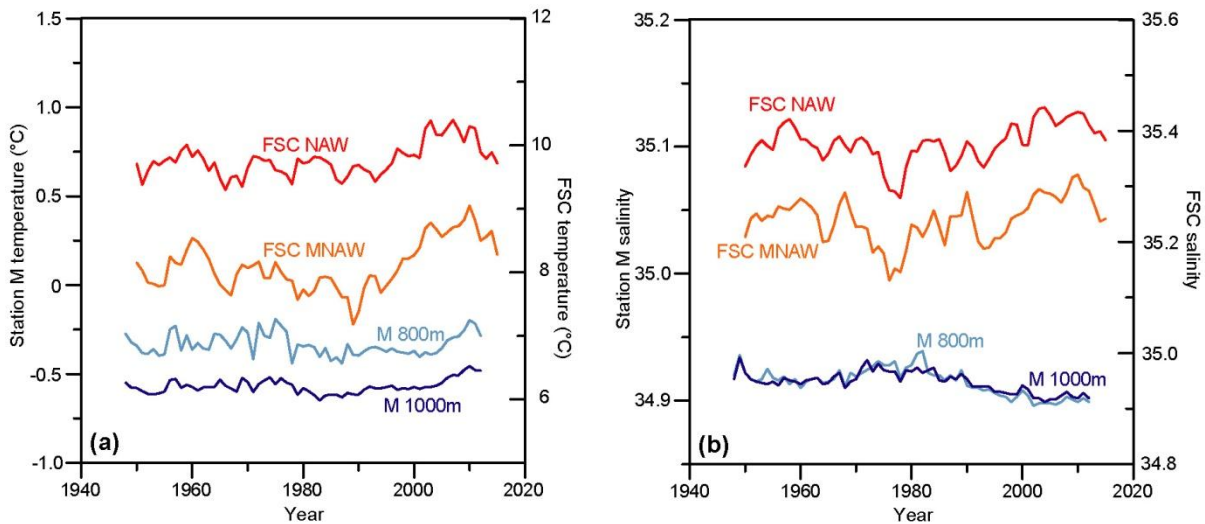 1.5
1.0
0.5
0
-0.5
-1.0
Station M temperature (°C)
12
10
8
6
FSC temperature (°C)
FSC NAW
FSC MNAW
M 800m
M 1000m
(a)
1940
1960
1980
2000
2020
Year
35.2
35.1
35.0
34.9
Station M salinity
35.6
35.4
35.2
35.0
34.8
FSC salinity
FSC NAW
FSC MNAW
M 800m
M 1000m
(b)
1940
1960
1980
2000
2020
Year